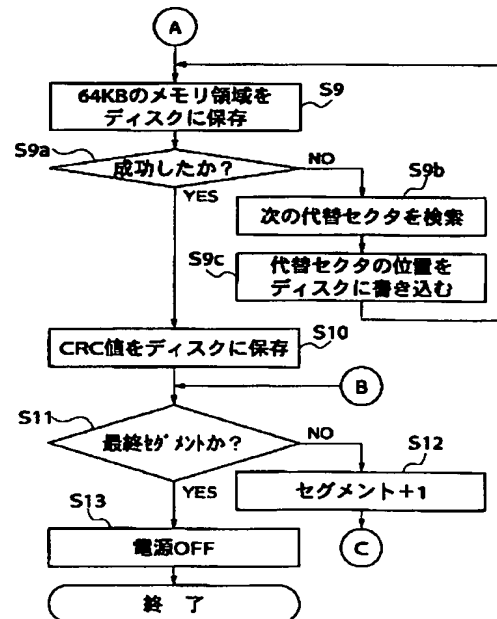 A
64KBのメモリ領域を
ディスクに保存
S9
S9a
成功したか？
NO
YES
S9b
次の代替セクタを検索
S9c
代替セクタの位置を
ディスクに書き込む
S10
CRC値をディスクに保存
B
S11
最終ｾｸﾞﾒﾝﾄか？
NO
YES
S12
セグメント＋1
C
S13
電源OFF
終 了